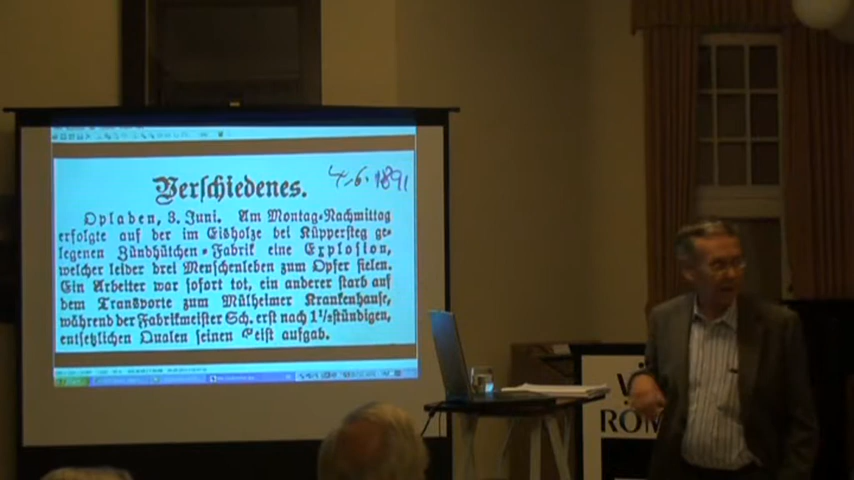 Verschiedenes.
4.6. 1891
Opladen, 3. Juni. Am Montag-Nachmittag
erfolgte auf der im Eisholze bei Küppersteg ge-
legenen Zündhütchen-Fabrik eine Explosion,
welcher leider drei Menschenleben zum Opfer fielen.
Ein Arbeiter war sofort tot, ein anderer starb auf
dem Transporte zum Mülheimer Krankenhause,
während der Fabrikmeister Sch. erst nach 1½stündigen,
entsetzlichen Qualen seinen Geist aufgab.
RÖM